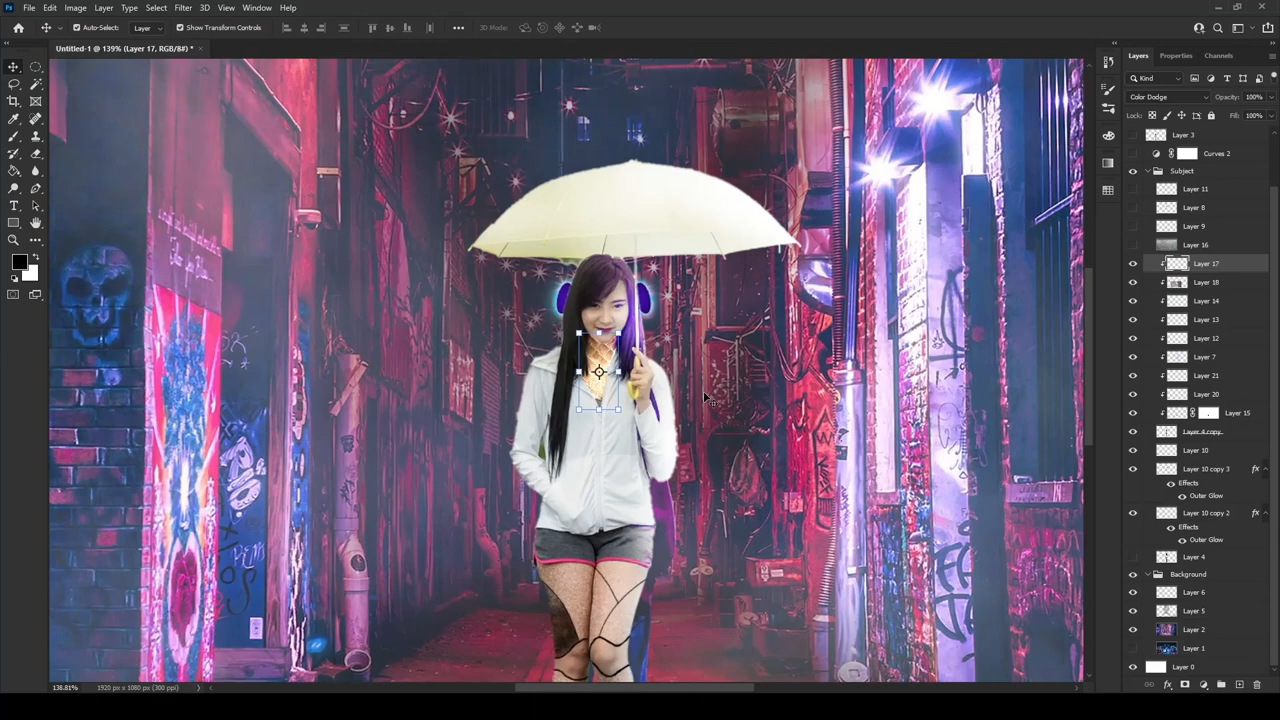 File Edit Image Layer Type Select Filter 3D View Window Help
Auto-Select: Layer Show Transform Controls 3D Mode:
Untitled-1 @ 139% (Layer 17, RGB/8#) *
Layers Properties Channels
Kind
Color Dodge Opacity: 100%
Lock: Fill: 100%
Layer 3
Curves 2
Subject
Layer 11
Layer 8
Layer 9
Layer 16
Layer 17
Layer 18
Layer 14
Layer 13
Layer 12
Layer 7
Layer 21
Layer 20
Layer 15
Layer 4 copy
Layer 10
Layer 10 copy 3 fx
Effects
Outer Glow
Layer 10 copy 2 fx
Effects
Outer Glow
Layer 4
Background
Layer 6
Layer 5
Layer 2
Layer 1
Layer 0
138.81% 1920 px x 1080 px (300 ppi)